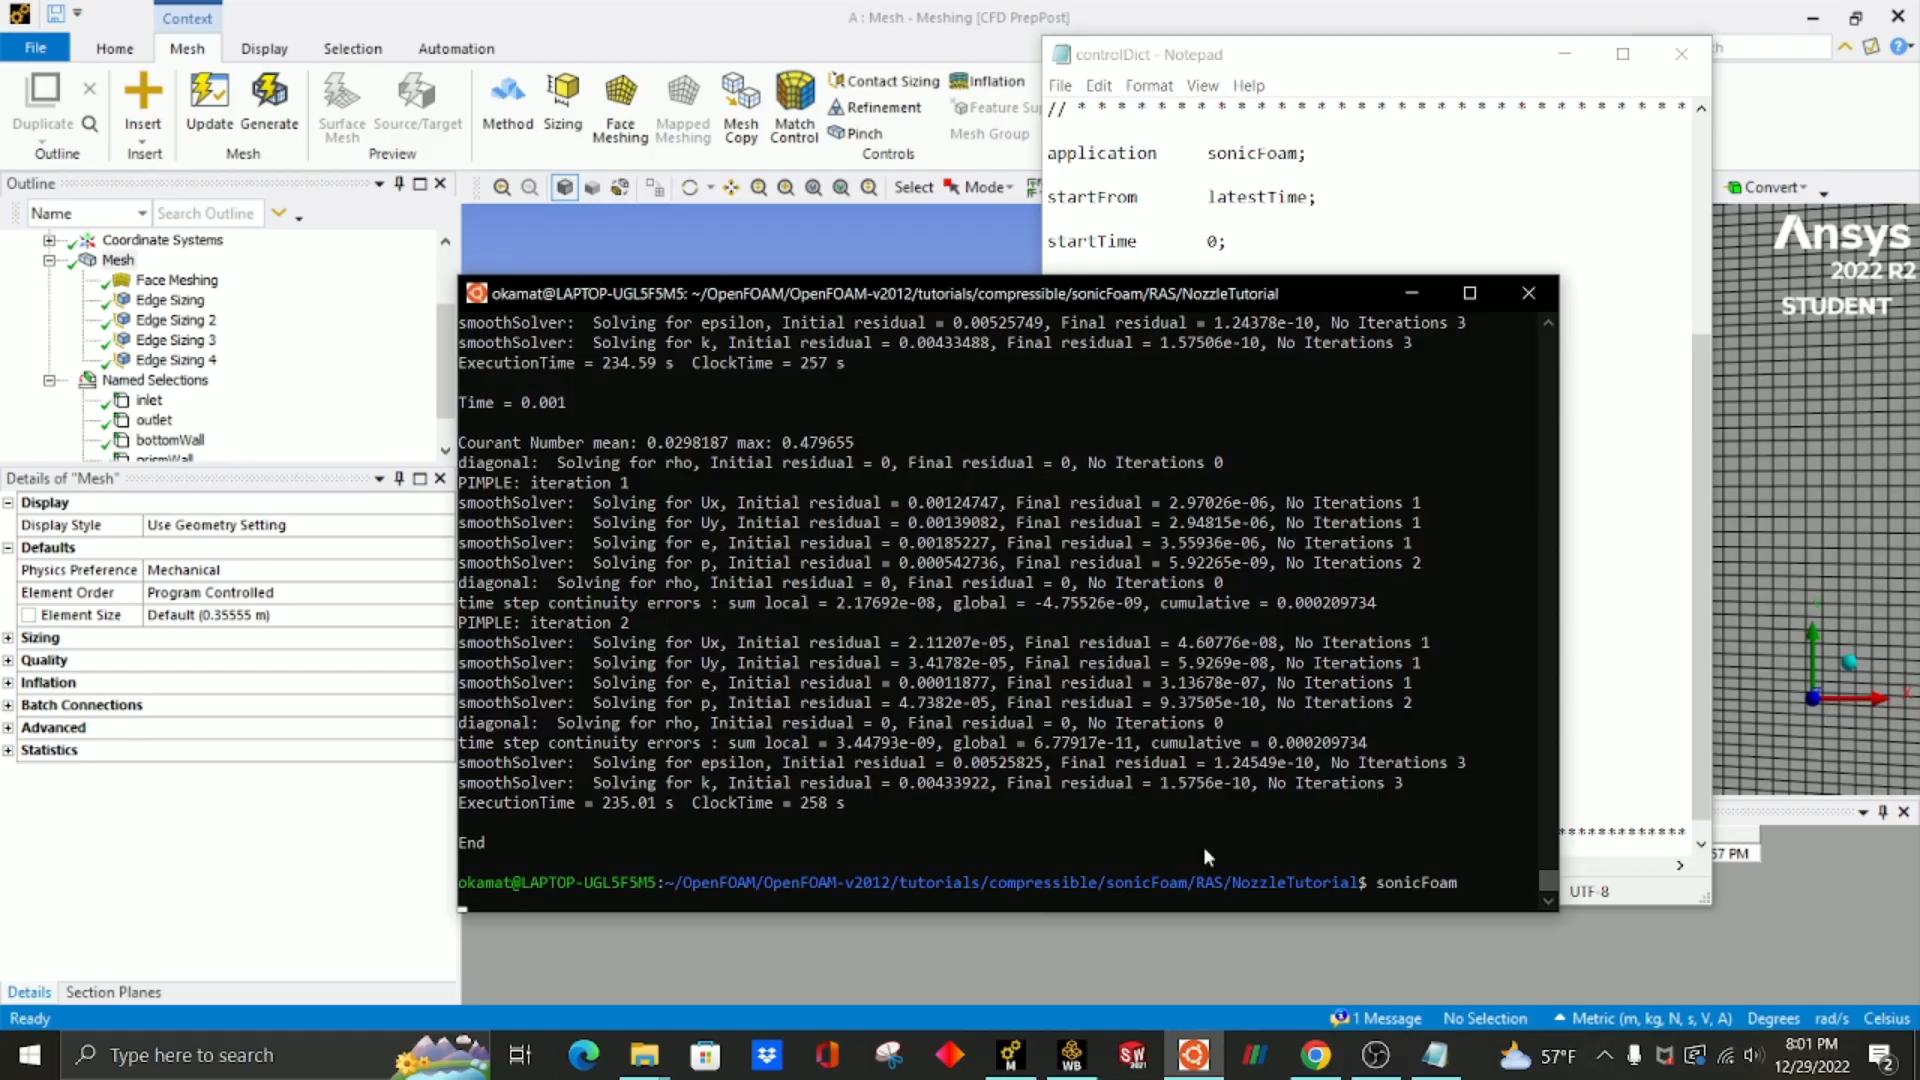 Context
A : Mesh - Meshing [CFD PrepPost]
File
Home
Mesh
Display
Selection
Automation
Duplicate
Outline
Insert
Insert
Update
Generate
Mesh
Surface Mesh
Source/Target
Preview
Method
Sizing
Face Meshing
Mapped Meshing
Mesh Copy
Match Control
Contact Sizing
Refinement
Pinch
Controls
Inflation
Feature Su
Mesh Group
Select
Mode
Convert
Outline
Name
Search Outline
Coordinate Systems
Mesh
Face Meshing
Edge Sizing
Edge Sizing 2
Edge Sizing 3
Edge Sizing 4
Named Selections
inlet
outlet
bottomWall
prismWall
Details of "Mesh"
Display
Display Style Use Geometry Setting
Defaults
Physics Preference Mechanical
Element Order Program Controlled
Element Size Default (0.35555 m)
Sizing
Quality
Inflation
Batch Connections
Advanced
Statistics
Details
Section Planes
controlDict - Notepad
File Edit Format View Help
// * * * * * * * * * * * * * * * * * * * * * * * * * * * * * * *
application sonicFoam;
startFrom latestTime;
startTime 0;
*************
UTF-8
Ansys
2022 R2
STUDENT
57 PM
okamat@LAPTOP-UGL5F5M5: ~/OpenFOAM/OpenFOAM-v2012/tutorials/compressible/sonicFoam/RAS/NozzleTutorial
smoothSolver:  Solving for epsilon, Initial residual = 0.00525749, Final residual = 1.24378e-10, No Iterations 3
smoothSolver:  Solving for k, Initial residual = 0.00433488, Final residual = 1.57506e-10, No Iterations 3
ExecutionTime = 234.59 s  ClockTime = 257 s
Time = 0.001
Courant Number mean: 0.0298187 max: 0.479655
diagonal:  Solving for rho, Initial residual = 0, Final residual = 0, No Iterations 0
PIMPLE: iteration 1
smoothSolver:  Solving for Ux, Initial residual = 0.00124747, Final residual = 2.97026e-06, No Iterations 1
smoothSolver:  Solving for Uy, Initial residual = 0.00139082, Final residual = 2.94815e-06, No Iterations 1
smoothSolver:  Solving for e, Initial residual = 0.00185227, Final residual = 3.55936e-06, No Iterations 1
smoothSolver:  Solving for p, Initial residual = 0.000542736, Final residual = 5.92265e-09, No Iterations 2
diagonal:  Solving for rho, Initial residual = 0, Final residual = 0, No Iterations 0
time step continuity errors : sum local = 2.17692e-08, global = -4.75526e-09, cumulative = 0.000209734
PIMPLE: iteration 2
smoothSolver:  Solving for Ux, Initial residual = 2.11207e-05, Final residual = 4.60776e-08, No Iterations 1
smoothSolver:  Solving for Uy, Initial residual = 3.41782e-05, Final residual = 5.9269e-08, No Iterations 1
smoothSolver:  Solving for e, Initial residual = 0.00011877, Final residual = 3.13678e-07, No Iterations 1
smoothSolver:  Solving for p, Initial residual = 4.7382e-05, Final residual = 9.37505e-10, No Iterations 2
diagonal:  Solving for rho, Initial residual = 0, Final residual = 0, No Iterations 0
time step continuity errors : sum local = 3.44793e-09, global = 6.77917e-11, cumulative = 0.000209734
smoothSolver:  Solving for epsilon, Initial residual = 0.00525825, Final residual = 1.24549e-10, No Iterations 3
smoothSolver:  Solving for k, Initial residual = 0.00433922, Final residual = 1.5756e-10, No Iterations 3
ExecutionTime = 235.01 s  ClockTime = 258 s
End
okamat@LAPTOP-UGL5F5M5:~/OpenFOAM/OpenFOAM-v2012/tutorials/compressible/sonicFoam/RAS/NozzleTutorial$ sonicFoam
Ready
1 Message
No Selection
Metric (m, kg, N, s, V, A)
Degrees
rad/s
Celsius
Type here to search
57°F
8:01 PM
12/29/2022
2